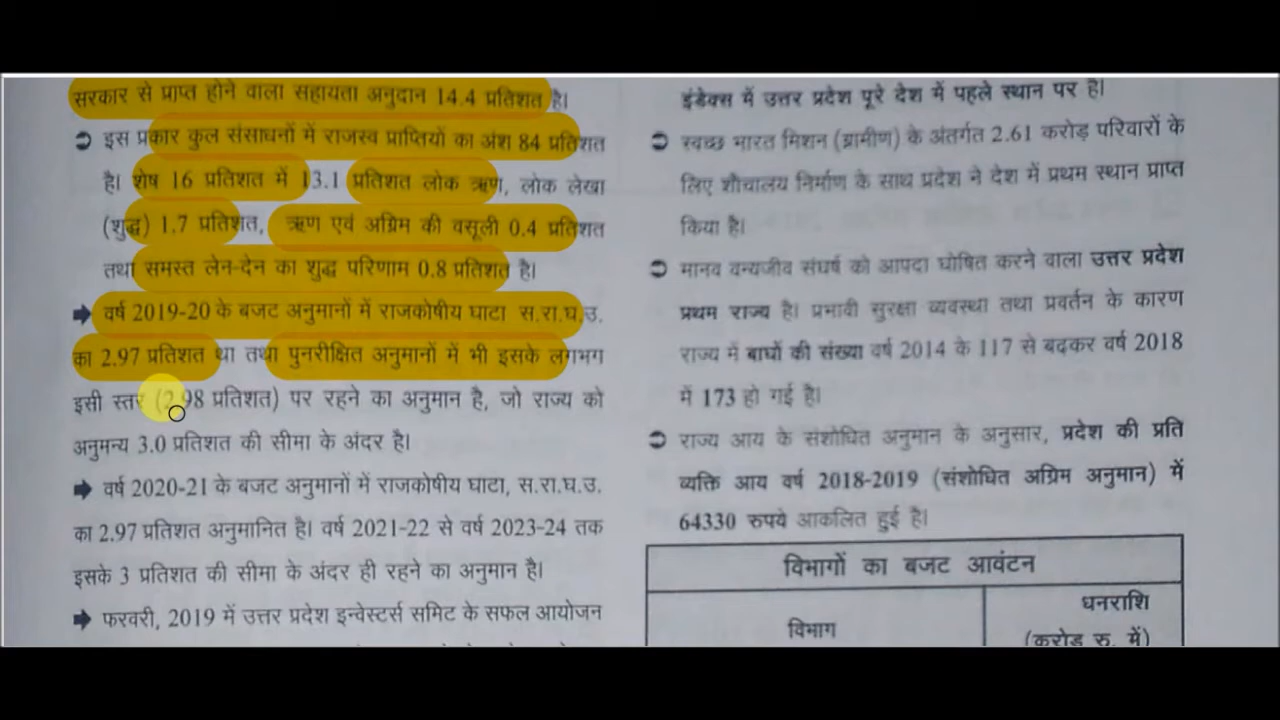 सरकार से प्राप्त होने वाला सहायता अनुदान 14.4 प्रतिशत है।
➲ इस प्रकार कुल संसाधनों में राजस्व प्राप्तियों का अंश 84 प्रतिशत
है। शेष 16 प्रतिशत में 13.1 प्रतिशत लोक ऋण, लोक लेखा
(शुद्ध) 1.7 प्रतिशत, ऋण एवं अग्रिम की वसूली 0.4 प्रतिशत
तथा समस्त लेन-देन का शुद्ध परिणाम 0.8 प्रतिशत है।
➡ वर्ष 2019-20 के बजट अनुमानों में राजकोषीय घाटा स.रा.घ.उ.
का 2.97 प्रतिशत था तथा पुनरीक्षित अनुमानों में भी इसके लगभग
इसी स्तर (2.98 प्रतिशत) पर रहने का अनुमान है, जो राज्य को
अनुमन्य 3.0 प्रतिशत की सीमा के अंदर है।
➡ वर्ष 2020-21 के बजट अनुमानों में राजकोषीय घाटा, स.रा.घ.उ.
का 2.97 प्रतिशत अनुमानित है। वर्ष 2021-22 से वर्ष 2023-24 तक
इसके 3 प्रतिशत की सीमा के अंदर ही रहने का अनुमान है।
➡ फरवरी, 2019 में उत्तर प्रदेश इन्वेस्टर्स समिट के सफल आयोजन
इंडेक्स में उत्तर प्रदेश पूरे देश में पहले स्थान पर है।
➲ स्वच्छ भारत मिशन (ग्रामीण) के अंतर्गत 2.61 करोड़ परिवारों के
लिए शौचालय निर्माण के साथ प्रदेश ने देश में प्रथम स्थान प्राप्त
किया है।
➲ मानव वन्यजीव संघर्ष को आपदा घोषित करने वाला उत्तर प्रदेश
प्रथम राज्य है। प्रभावी सुरक्षा व्यवस्था तथा प्रवर्तन के कारण
राज्य में बाघों की संख्या वर्ष 2014 के 117 से बढ़कर वर्ष 2018
में 173 हो गई है।
➲ राज्य आय के संशोधित अनुमान के अनुसार, प्रदेश की प्रति
व्यक्ति आय वर्ष 2018-2019 (संशोधित अग्रिम अनुमान) में
64330 रुपये आकलित हुई है।
विभागों का बजट आवंटन
विभाग
धनराशि
(करोड़ रु. में)